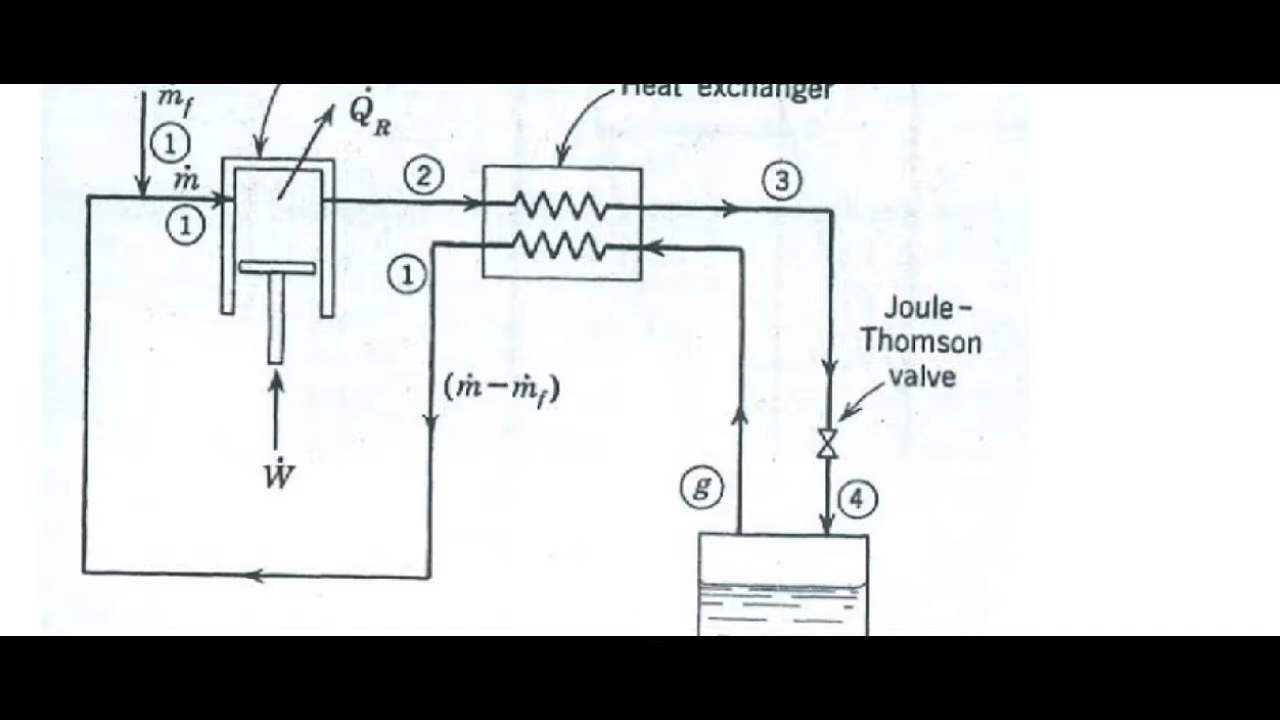 ṁf
Heat exchanger
Q̇R
①
ṁ
②
③
①
①
Joule-
Thomson
valve
(ṁ-ṁf)
Ẇ
g
④